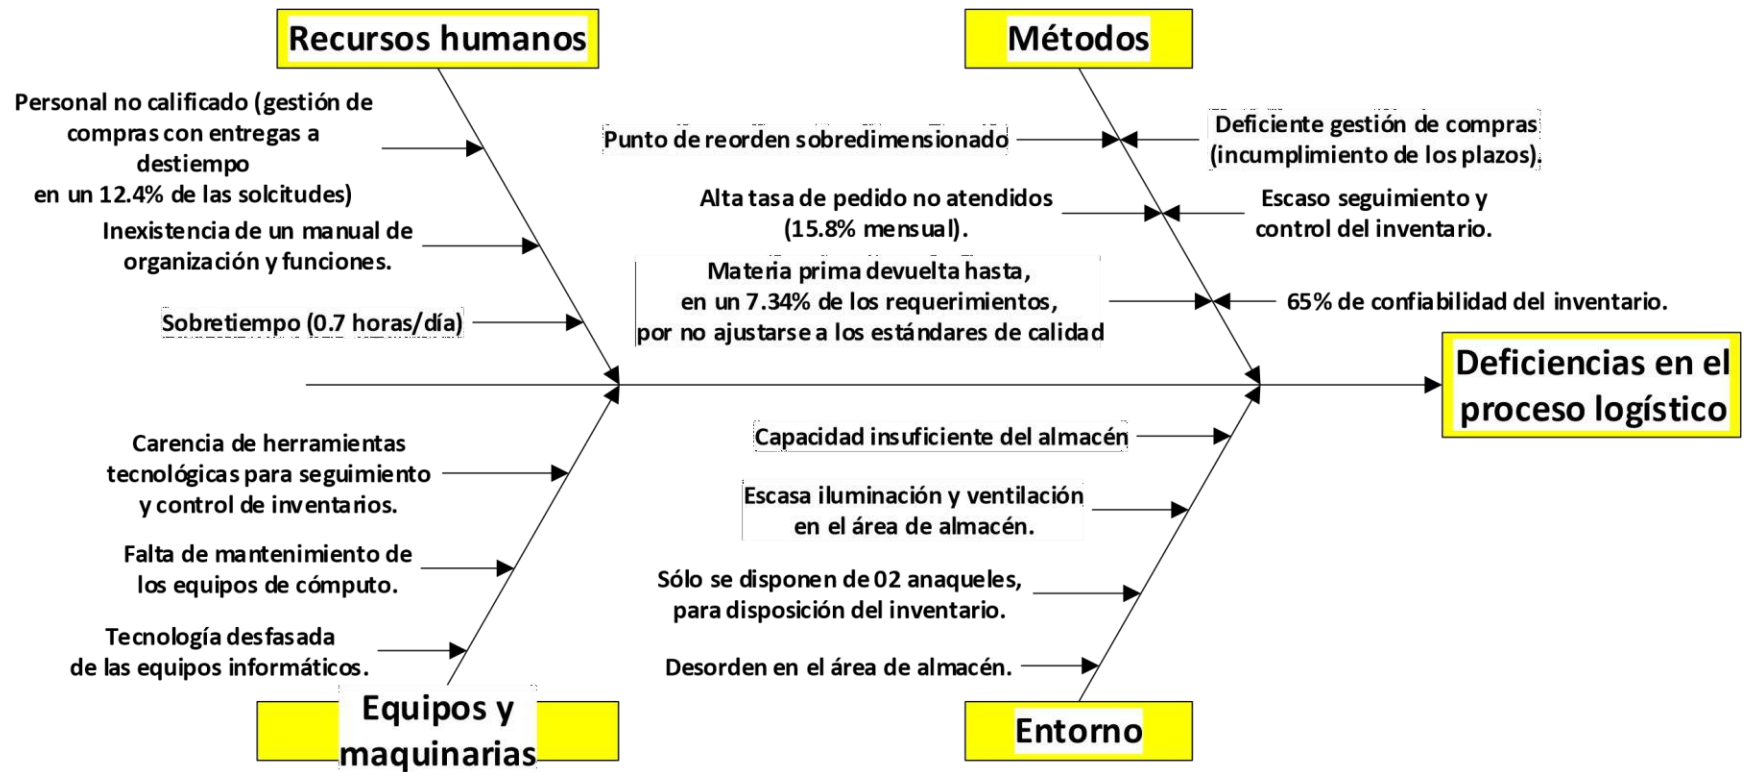 Recursos humanos
Personal no calificado (gestión de
compras con entregas a
destiempo
en un 12.4% de las solcitudes)
Inexistencia de un manual de
organización y funciones.
Sobretiempo (0.7 horas/día)
Métodos
Punto de reorden sobredimensionado
Alta tasa de pedido no atendidos
(15.8% mensual).
Materia prima devuelta hasta,
en un 7.34% de los requerimientos,
por no ajustarse a los estándares de calidad
Deficiente gestión de compras
(incumplimiento de los plazos).
Escaso seguimiento y
control del inventario.
65% de confiabilidad del inventario.
Deficiencias en el
proceso logístico
Carencia de herramientas
tecnológicas para seguimiento
y control de inventarios.
Falta de mantenimiento de
los equipos de cómputo.
Tecnología desfasada
de las equipos informáticos.
Equipos y
maquinarias
Capacidad insuficiente del almacén
Escasa iluminación y ventilación
en el área de almacén.
Sólo se disponen de 02 anaqueles,
para disposición del inventario.
Desorden en el área de almacén.
Entorno